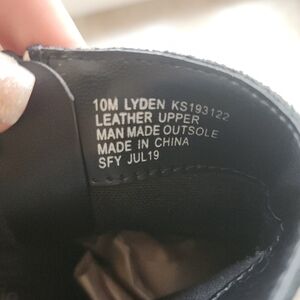 10M LYDEN KS193122
LEATHER UPPER
MAN MADE OUTSOLE
MADE IN CHINA
SFY JUL19